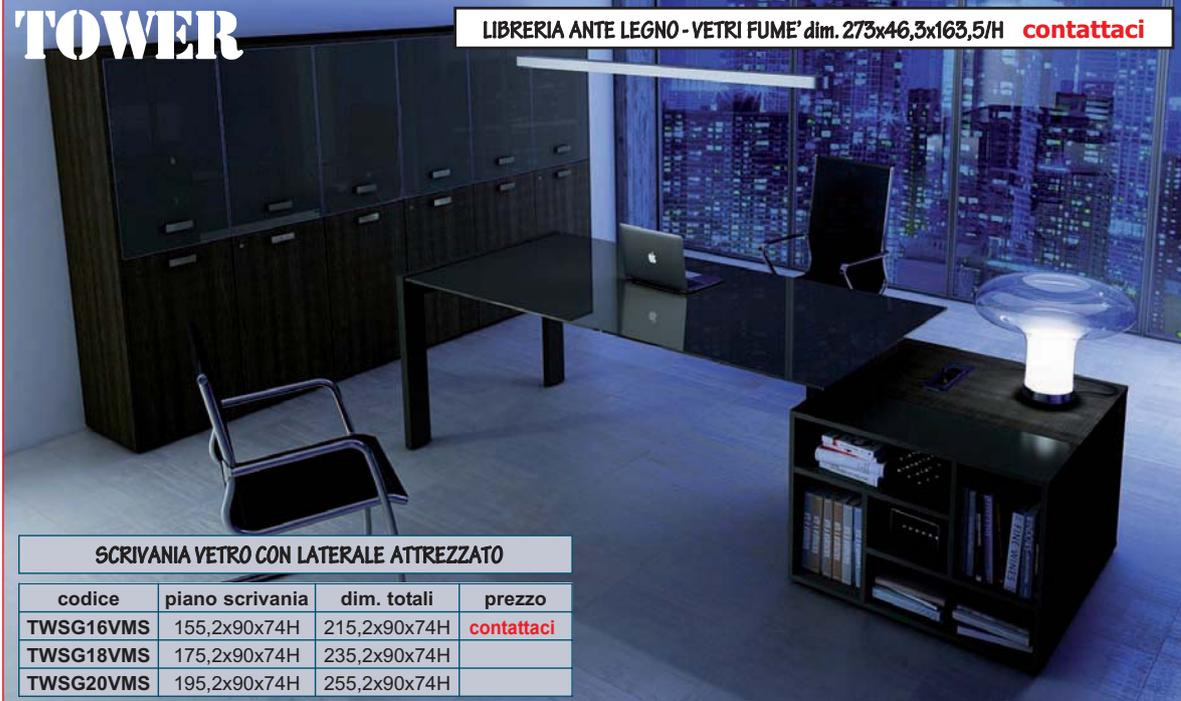 TOWER
LIBRERIA ANTE LEGNO - VETRI FUME' dim. 273x46,3x163,5/H contattaci
FINE WINES
SCRIVANIA VETRO CON LATERALE ATTREZZATO
codice piano scrivania dim. totali prezzo
TWSG16VMS 155,2x90x74H 215,2x90x74H contattaci
TWSG18VMS 175,2x90x74H 235,2x90x74H
TWSG20VMS 195,2x90x74H 255,2x90x74H